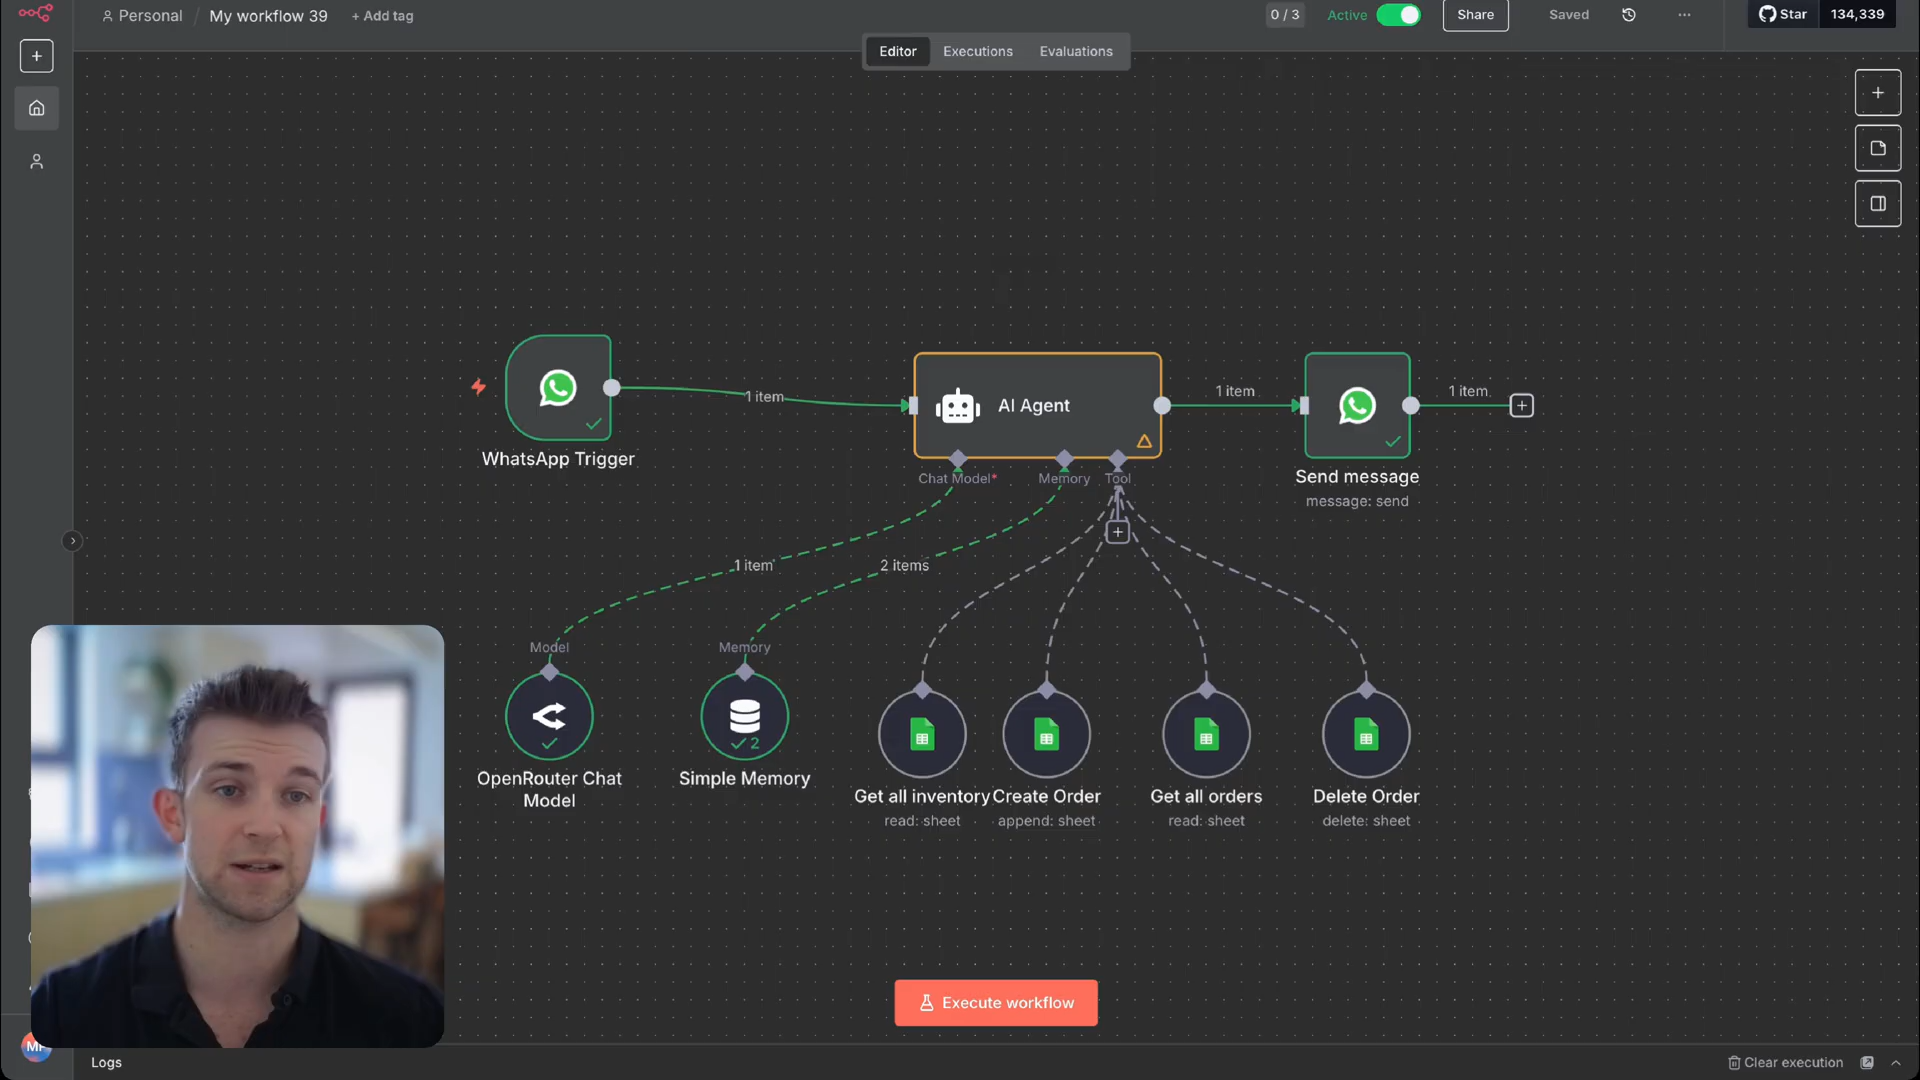 Personal / My workflow 39 + Add tag
0 / 3 Active Share Saved Star 134,339
Editor Executions Evaluations
1 item
AI Agent
1 item
1 item
WhatsApp Trigger
Chat Model* Memory Tool
Send message
message: send
1 item
2 items
Model
Memory
2
OpenRouter Chat
Model
Simple Memory
Get all inventory
read: sheet
Create Order
append: sheet
Get all orders
read: sheet
Delete Order
delete: sheet
Execute workflow
Logs
Clear execution